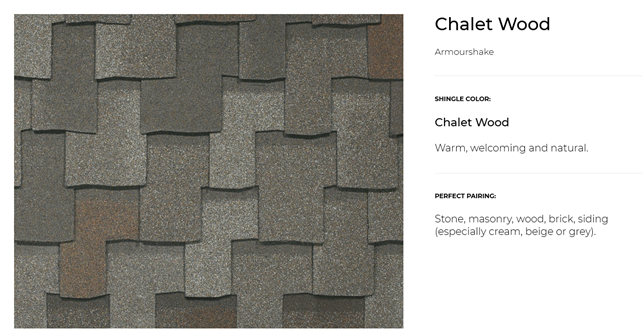 Chalet Wood
Armourshake
SHINGLE COLOR:
Chalet Wood
Warm, welcoming and natural.
PERFECT PAIRING:
Stone, masonry, wood, brick, siding
(especially cream, beige or grey).